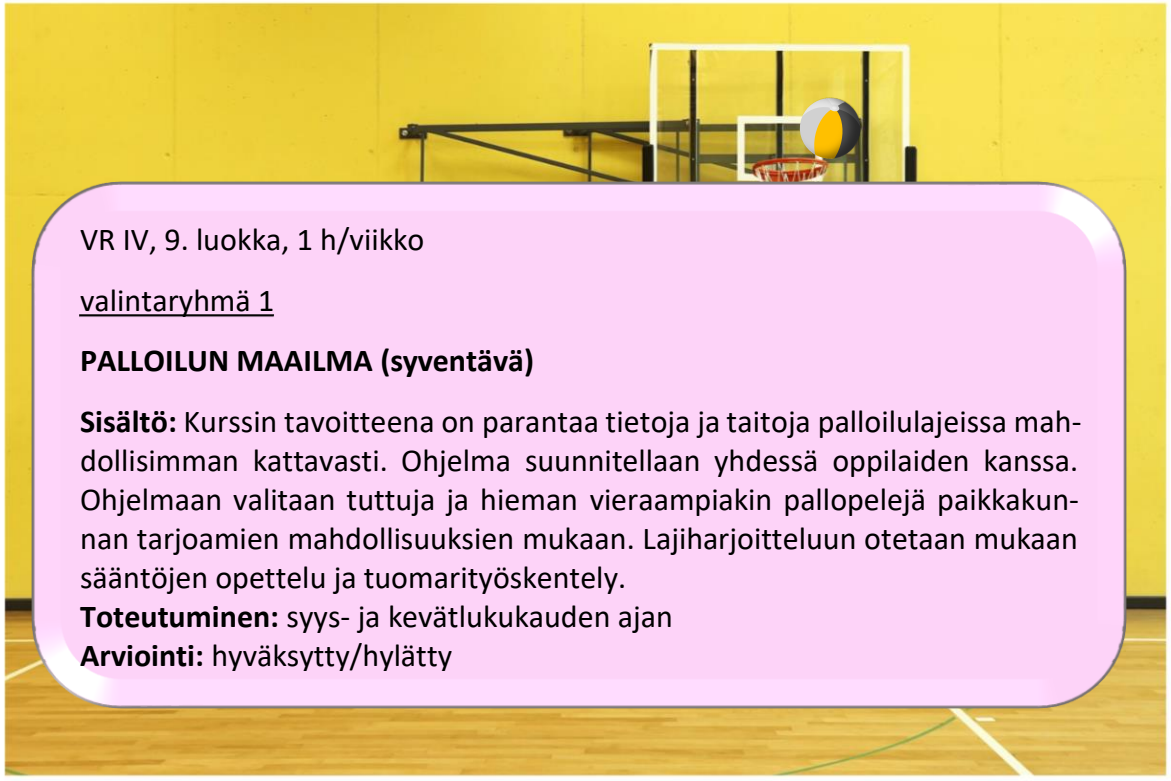 VR IV, 9. luokka, 1 h/viikko
valintaryhmä 1
PALLOILUN MAAILMA (syventävä)
Sisältö: Kurssin tavoitteena on parantaa tietoja ja taitoja palloilulajeissa mah-
dollisimman kattavasti. Ohjelma suunnitellaan yhdessä oppilaiden kanssa.
Ohjelmaan valitaan tuttuja ja hieman vieraampiakin pallopelejä paikkakun-
nan tarjoamien mahdollisuuksien mukaan. Lajiharjoitteluun otetaan mukaan
sääntöjen opettelu ja tuomarityöskentely.
Toteutuminen: syys- ja kevätlukukauden ajan
Arviointi: hyväksytty/hylätty